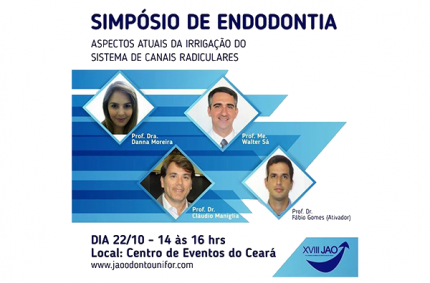 SIMPÓSIO DE ENDODONTIA
ASPECTOS ATUAIS DA IRRIGAÇÃO DO
SISTEMA DE CANAIS RADICULARES
Prof. Dra.
Danna Moreira
Prof. Me.
Walter Sá
Prof. Dr.
Cláudio Maniglia
Prof. Dr.
Fábio Gomes (Ativador)
DIA 22/10 - 14 às 16 hrs
Local: Centro de Eventos do Ceará
www.jaoodontounifor.com
XVIII JAO